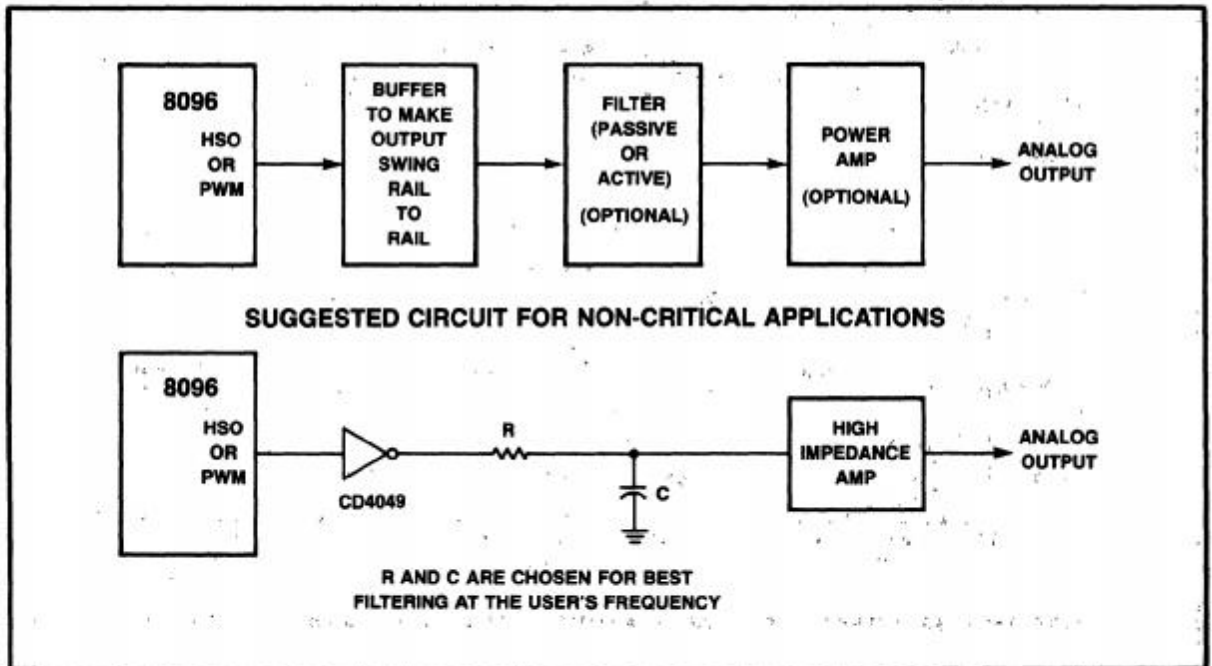 8096
HSO
OR
PWM
BUFFER
TO MAKE
OUTPUT
SWING
RAIL
TO
RAIL
FILTER
(PASSIVE
OR
ACTIVE)
(OPTIONAL)
POWER
AMP
(OPTIONAL)
ANALOG
OUTPUT
SUGGESTED CIRCUIT FOR NON-CRITICAL APPLICATIONS
8096
HSO
OR
PWM
CD4049
R
C
HIGH
IMPEDANCE
AMP
ANALOG
OUTPUT
R AND C ARE CHOSEN FOR BEST
FILTERING AT THE USER'S FREQUENCY